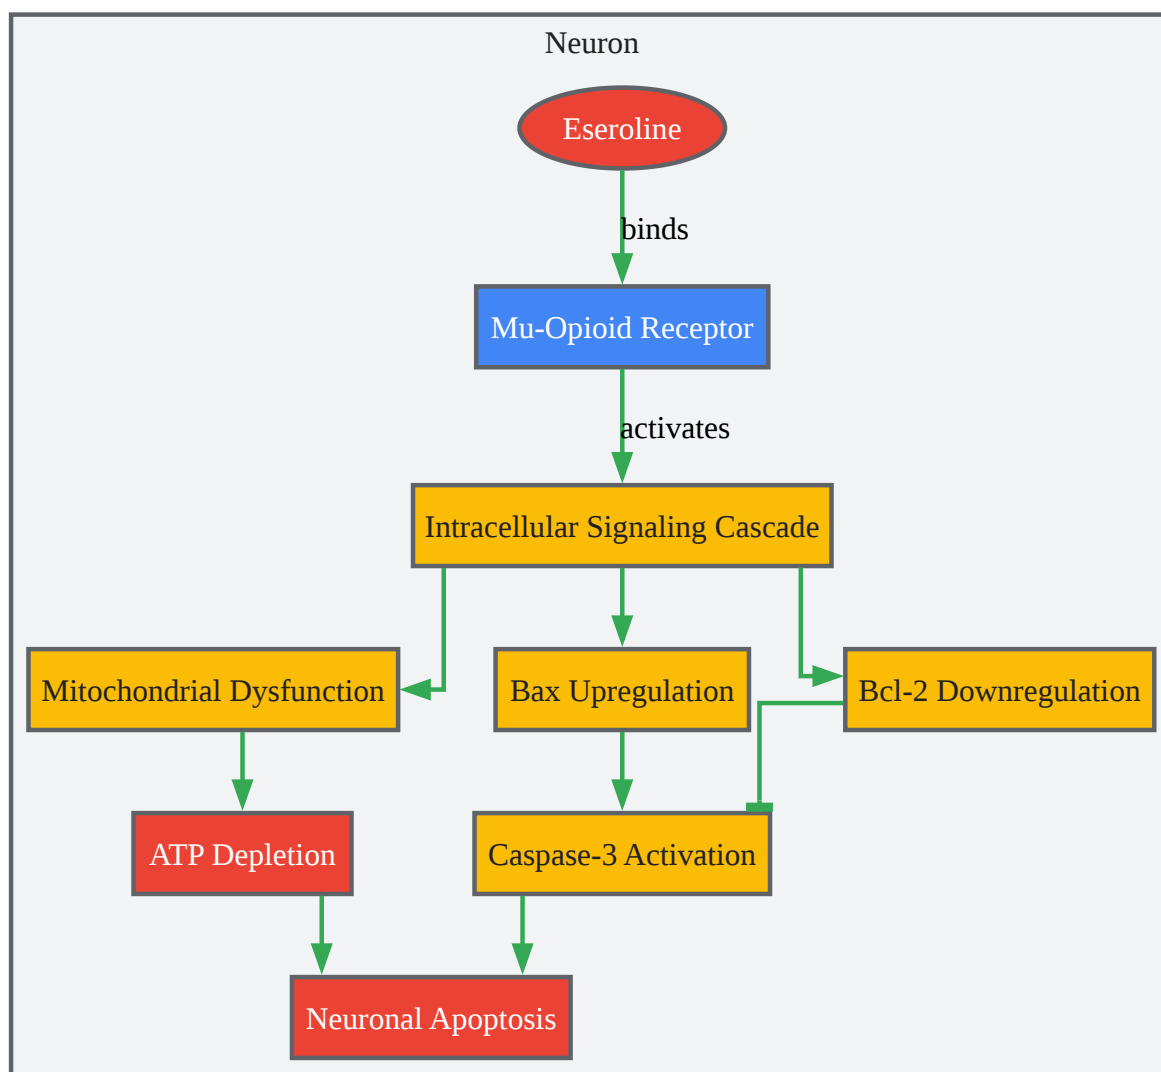 Neuron
Eseroline
binds
Mu-Opioid Receptor
activates
Intracellular Signaling Cascade
Mitochondrial Dysfunction
Bax Upregulation
Bcl-2 Downregulation
ATP Depletion
Caspase-3 Activation
Neuronal Apoptosis